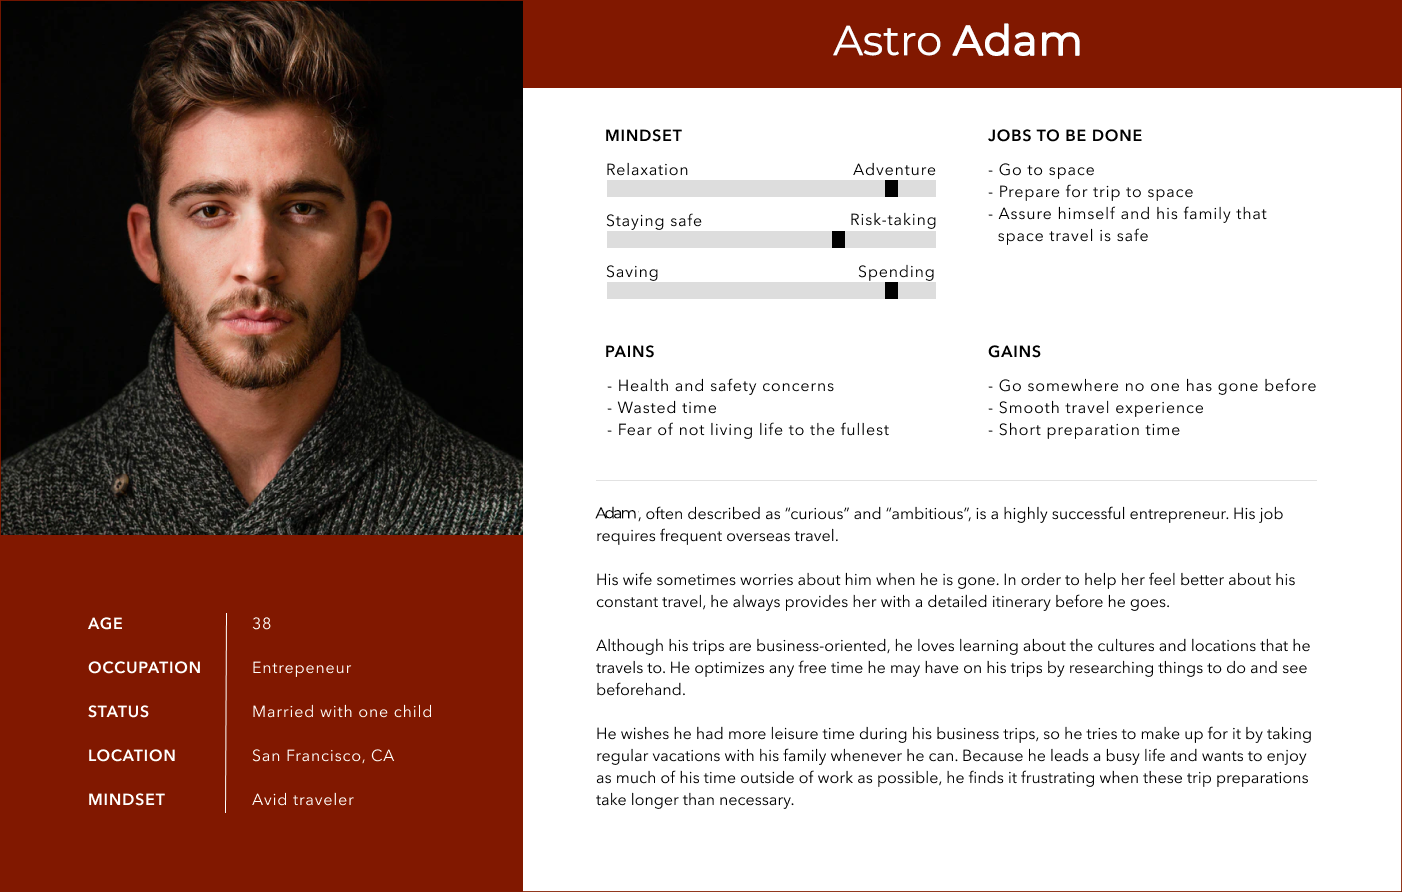 Astro Adam
MINDSET
Relaxation Adventure
Staying safe Risk-taking
Saving Spending
JOBS TO BE DONE
- Go to space
- Prepare for trip to space
- Assure himself and his family that
space travel is safe
PAINS
- Health and safety concerns
- Wasted time
- Fear of not living life to the fullest
GAINS
- Go somewhere no one has gone before
- Smooth travel experience
- Short preparation time
Adam, often described as “curious” and “ambitious”, is a highly successful entrepreneur. His job
requires frequent overseas travel.
His wife sometimes worries about him when he is gone. In order to help her feel better about his
constant travel, he always provides her with a detailed itinerary before he goes.
Although his trips are business-oriented, he loves learning about the cultures and locations that he
travels to. He optimizes any free time he may have on his trips by researching things to do and see
beforehand.
He wishes he had more leisure time during his business trips, so he tries to make up for it by taking
regular vacations with his family whenever he can. Because he leads a busy life and wants to enjoy
as much of his time outside of work as possible, he finds it frustrating when these trip preparations
take longer than necessary.
AGE 38
OCCUPATION Entrepeneur
STATUS Married with one child
LOCATION San Francisco, CA
MINDSET Avid traveler